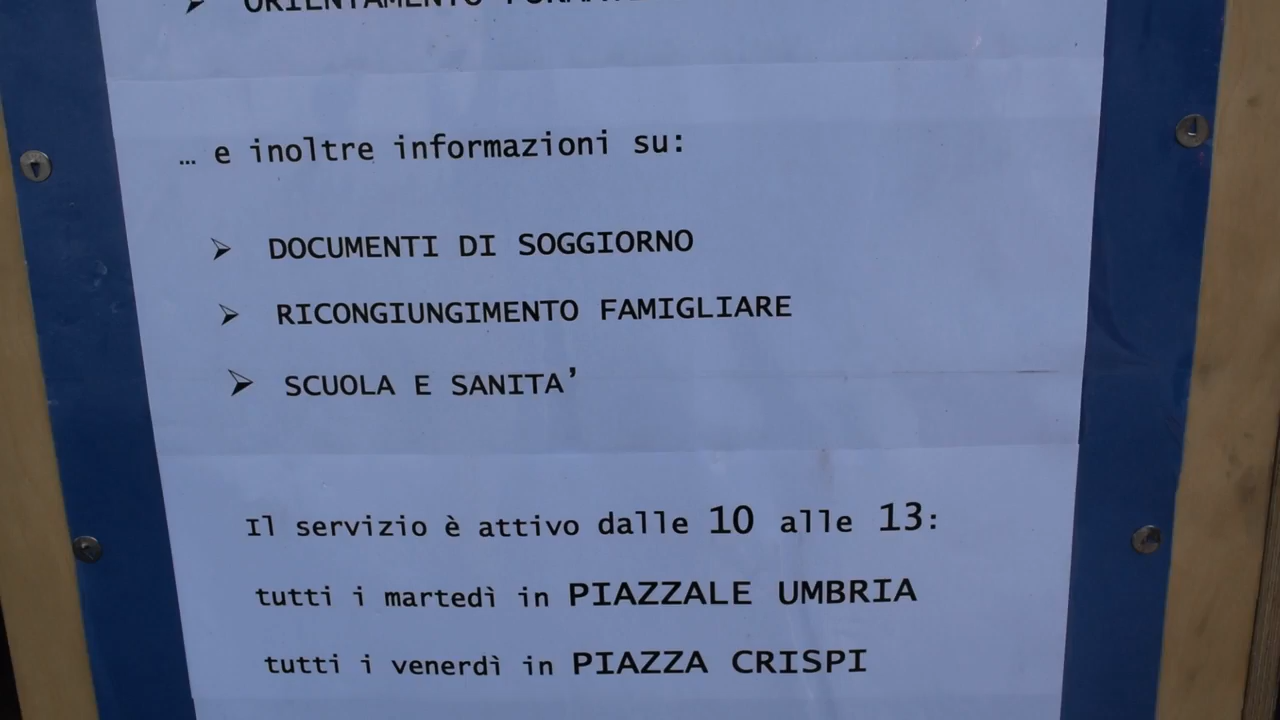 ORIENTAMENTO
… e inoltre informazioni su:
➢ DOCUMENTI DI SOGGIORNO
➢ RICONGIUNGIMENTO FAMIGLIARE
➢ SCUOLA E SANITA’
Il servizio è attivo dalle 10 alle 13:
tutti i martedì in PIAZZALE UMBRIA
tutti i venerdì in PIAZZA CRISPI